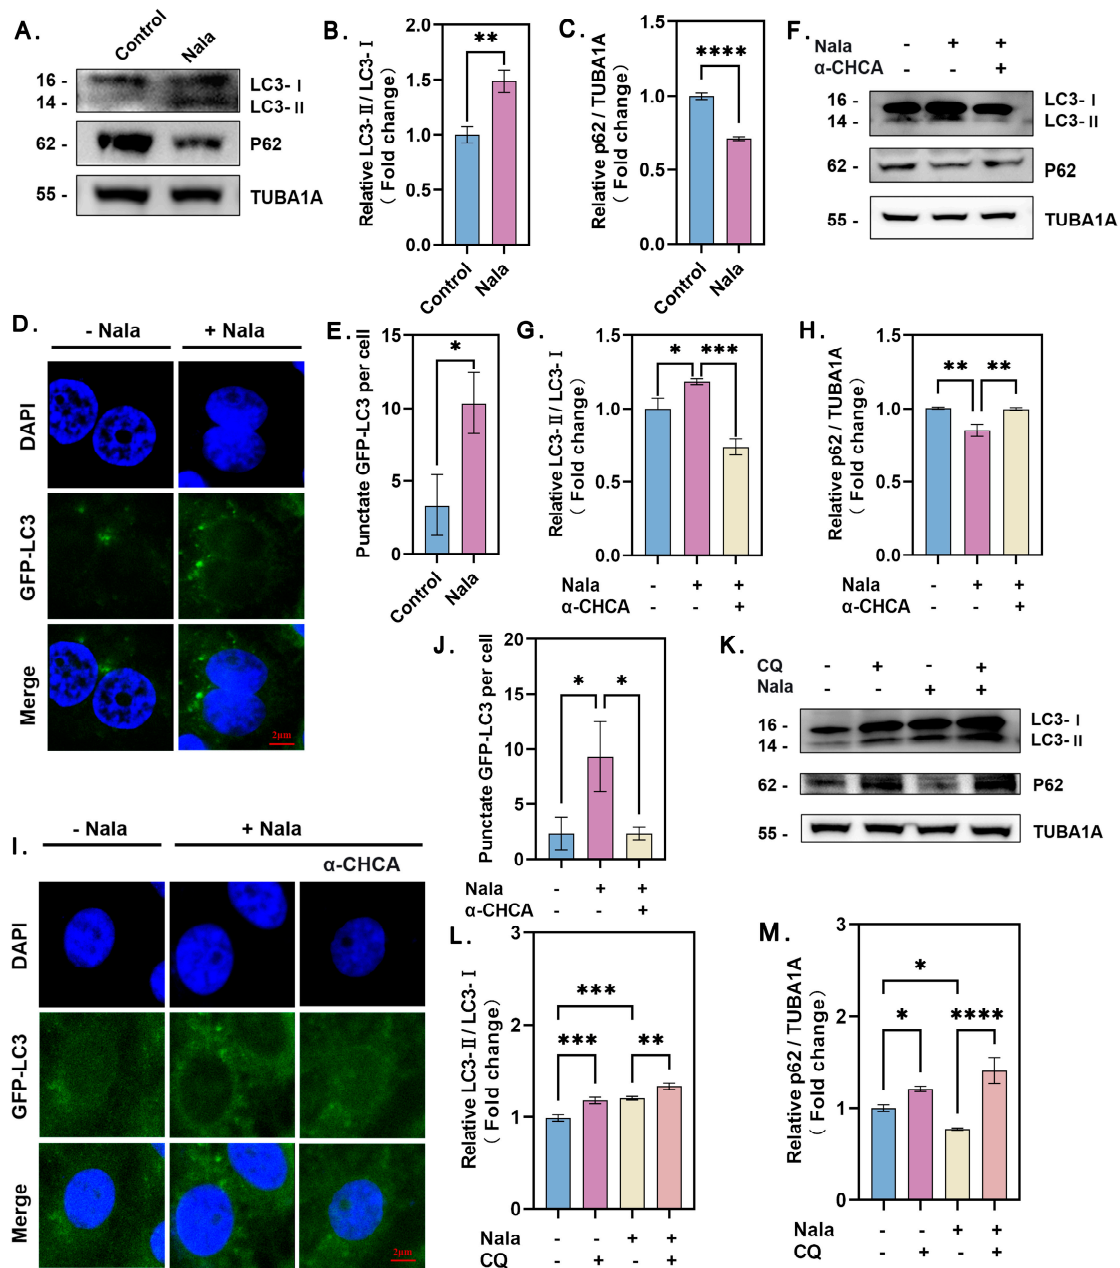 A.
Control
Nala
16 -
14 -
LC3- Ⅰ
LC3- Ⅱ
62 -
P62
55 -
TUBA1A
B.
Relative LC3-Ⅱ/ LC3- Ⅰ
( Fold change)
2.0
1.5
1.0
0.5
0.0
**
Control
Nala
C.
Relative p62 / TUBA1A
( Fold change)
1.5
1.0
0.5
0.0
****
Control
Nala
F.
Nala - + +
α-CHCA - - +
16 -
14 -
LC3- Ⅰ
LC3- Ⅱ
62 -
P62
55 -
TUBA1A
D.
- Nala
+ Nala
DAPI
GFP-LC3
Merge
2μm
E.
Punctate GFP-LC3 per cell
15
10
5
0
*
Control
Nala
G.
Relative LC3-Ⅱ/ LC3- Ⅰ
( Fold change)
1.5
1.0
0.5
0.0
* ***
Nala - + +
α-CHCA - - +
H.
Relative p62 / TUBA1A
( Fold change)
1.5
1.0
0.5
0.0
** **
Nala - + +
α-CHCA - - +
I.
- Nala
+ Nala
α-CHCA
DAPI
GFP-LC3
Merge
2μm
J.
Punctate GFP-LC3 per cell
20
15
10
5
0
* *
Nala - + +
α-CHCA - - +
K.
CQ - + - +
Nala - - + +
16 -
14 -
LC3- Ⅰ
LC3- Ⅱ
62 -
P62
55 -
TUBA1A
L.
Relative LC3-Ⅱ/ LC3- Ⅰ
( Fold change)
3
2
1
0
***
*** **
Nala - - + +
CQ - + - +
M.
Relative p62 / TUBA1A
( Fold change)
3
2
1
0
*
* ****
Nala - - + +
CQ - + - +